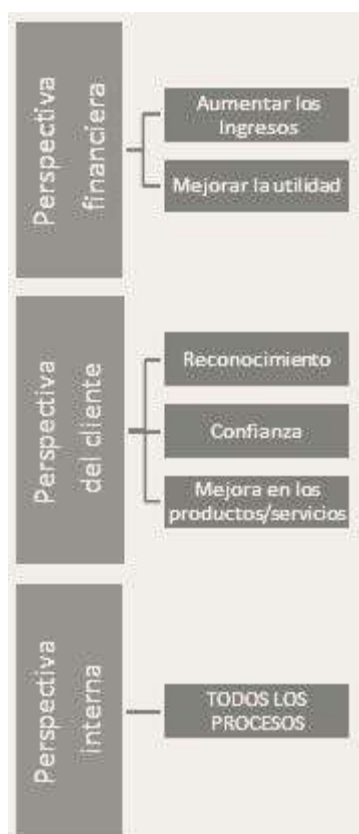 Perspectiva
financiera
Aumentar los
Ingresos
Mejorar la utilidad
Perspectiva
del cliente
Reconocimiento
Confianza
Mejora en los
productos/servicios
Perspectiva
interna
TODOS LOS
PROCESOS